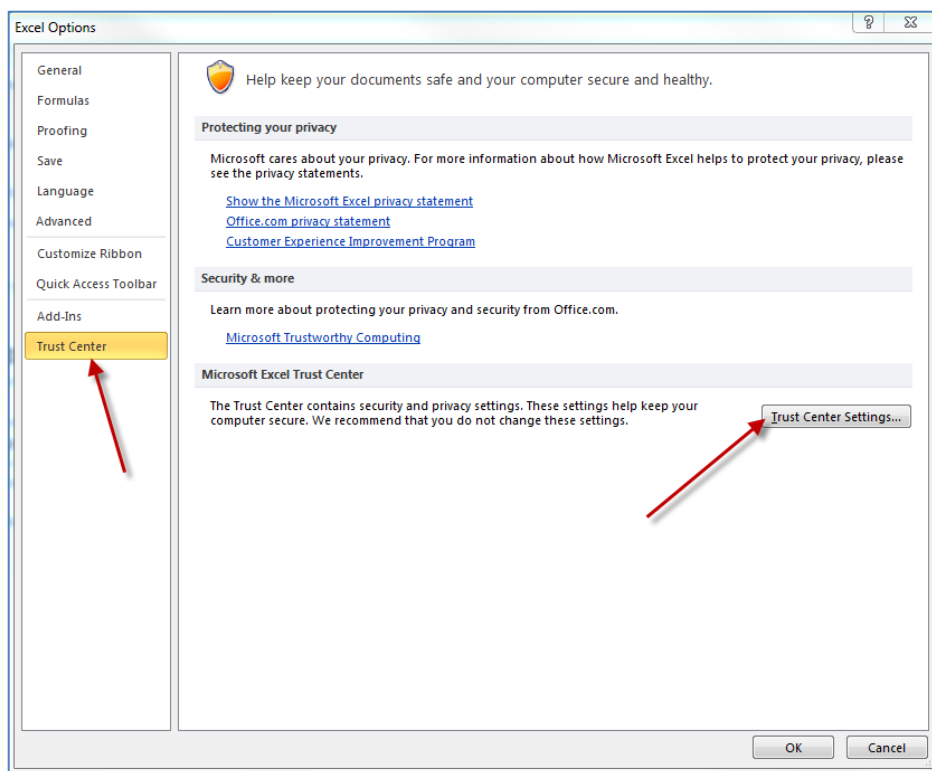 Excel Options
General
Formulas
Proofing
Save
Language
Advanced
Customize Ribbon
Quick Access Toolbar
Add-Ins
Trust Center
Help keep your documents safe and your computer secure and healthy.
Protecting your privacy
Microsoft cares about your privacy. For more information about how Microsoft Excel helps to protect your privacy, please
see the privacy statements.
Show the Microsoft Excel privacy statement
Office.com privacy statement
Customer Experience Improvement Program
Security & more
Learn more about protecting your privacy and security from Office.com.
Microsoft Trustworthy Computing
Microsoft Excel Trust Center
The Trust Center contains security and privacy settings. These settings help keep your
computer secure. We recommend that you do not change these settings.
Trust Center Settings...
OK
Cancel